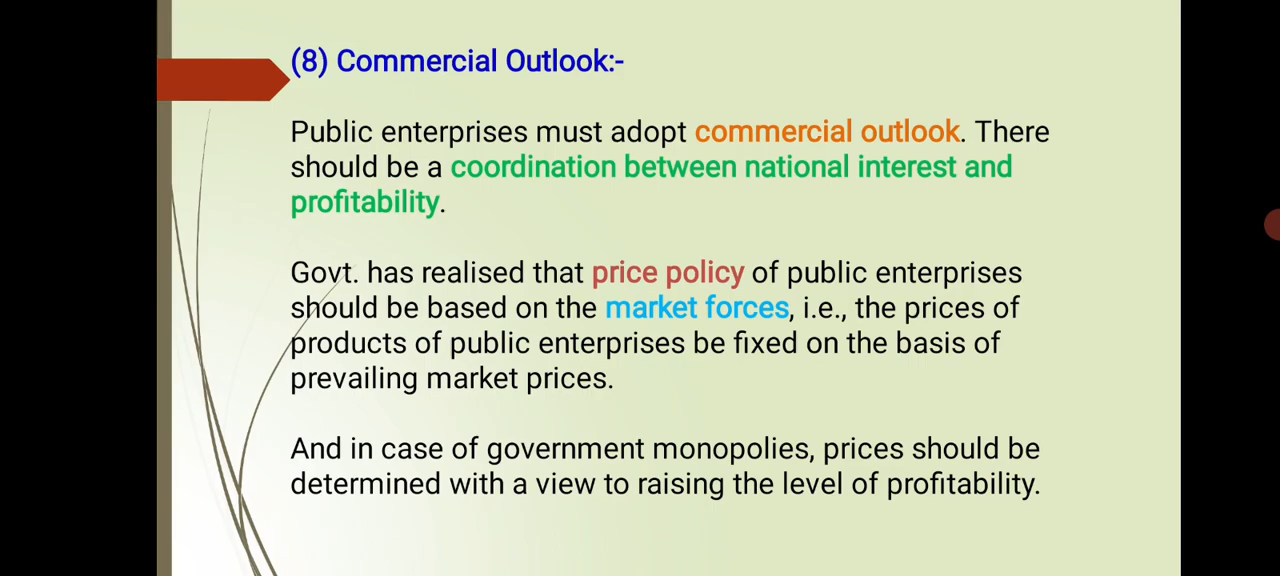 (8) Commercial Outlook:-
Public enterprises must adopt commercial outlook. There
should be a coordination between national interest and
profitability.
Govt. has realised that price policy of public enterprises
should be based on the market forces, i.e., the prices of
products of public enterprises be fixed on the basis of
prevailing market prices.
And in case of government monopolies, prices should be
determined with a view to raising the level of profitability.